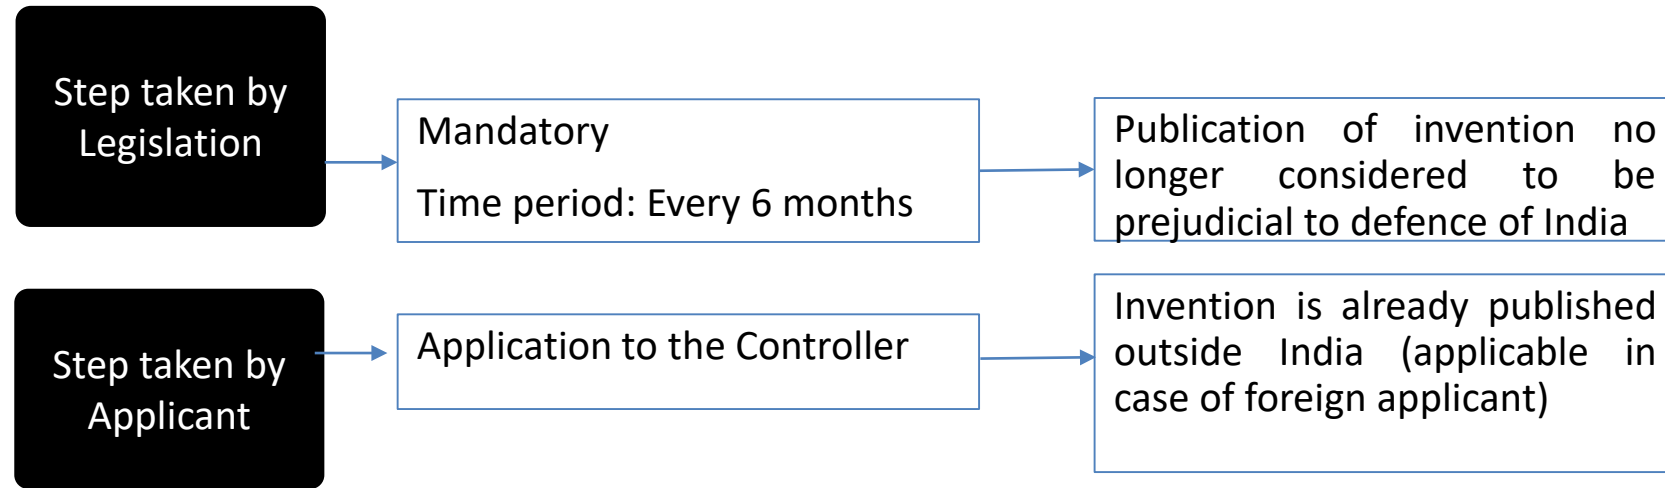 Step taken by
Legislation
Mandatory
Time period: Every 6 months
Publication of invention no
longer considered to be
prejudicial to defence of India
Step taken by
Applicant
Application to the Controller
Invention is already published
outside India (applicable in
case of foreign applicant)